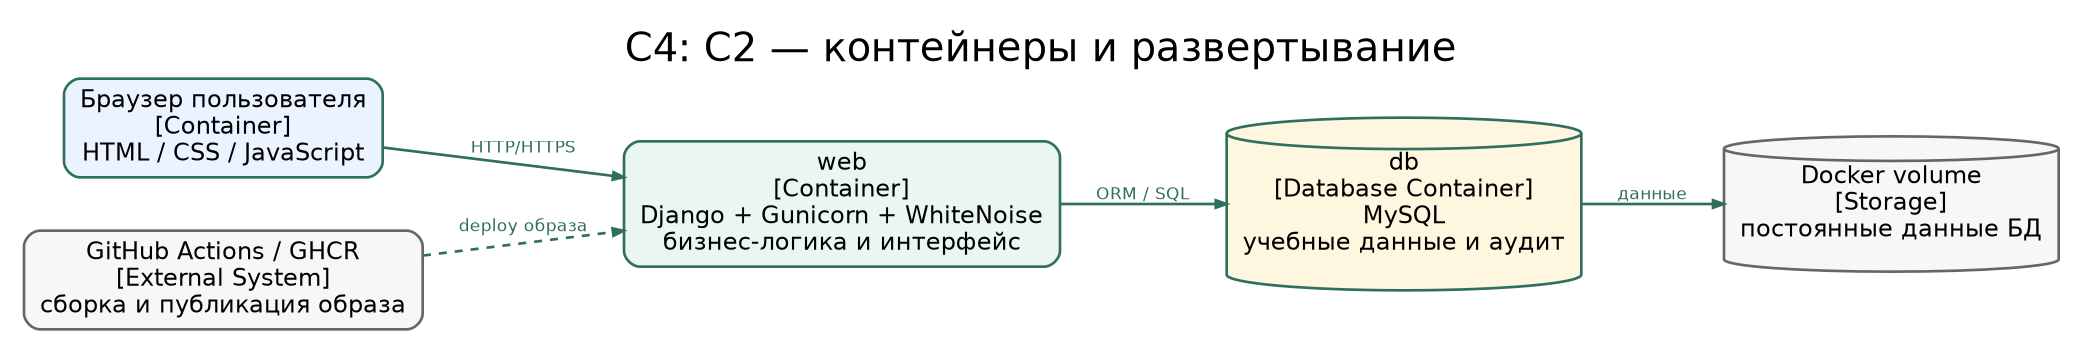 C4: C2 — контейнеры и развертывание
Браузер пользователя
[Container]
HTML / CSS / JavaScript
HTTP/HTTPS
GitHub Actions / GHCR
[External System]
сборка и публикация образа
deploy образа
web
[Container]
Django + Gunicorn + WhiteNoise
бизнес-логика и интерфейс
ORM / SQL
db
[Database Container]
MySQL
учебные данные и аудит
данные
Docker volume
[Storage]
постоянные данные БД